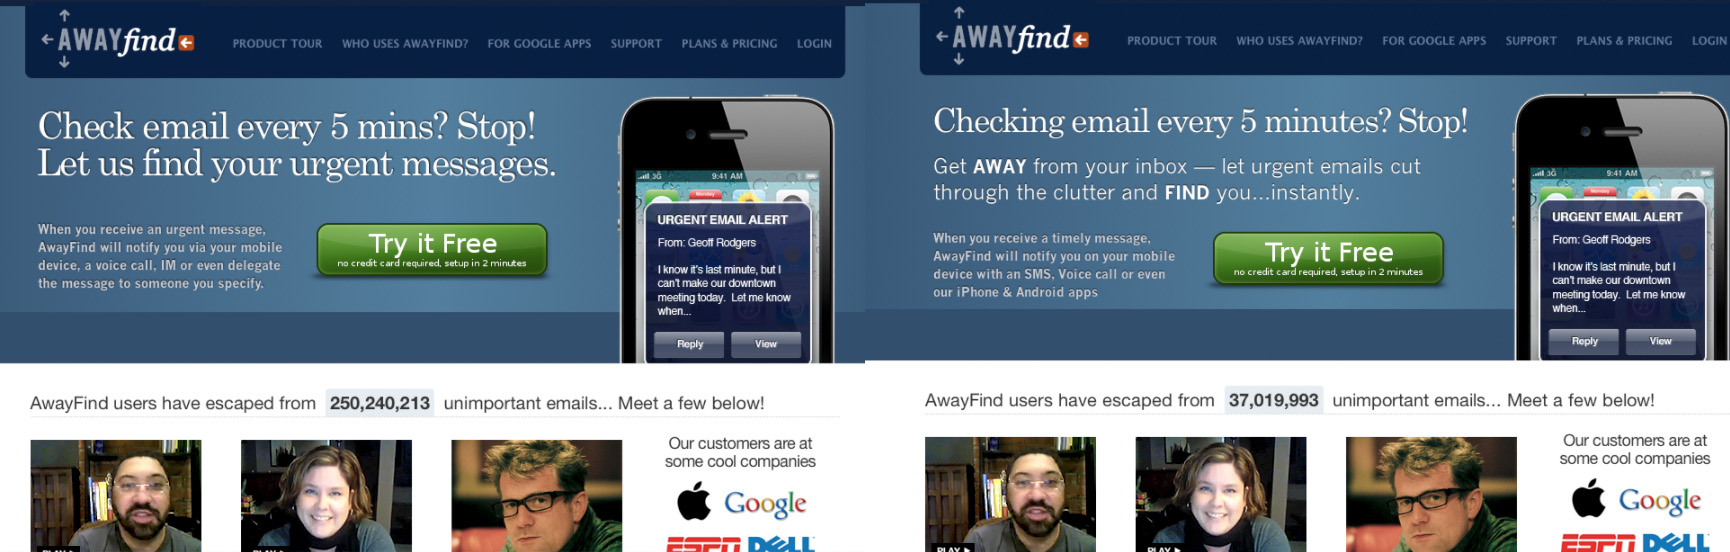 AWAYfind
PRODUCT TOUR WHO USES AWAYFIND? FOR GOOGLE APPS SUPPORT PLANS & PRICING LOGIN
Check email every 5 mins? Stop!
Let us find your urgent messages.
When you receive an urgent message,
AwayFind will notify you via your mobile
device, a voice call, IM or even delegate
the message to someone you specify.
Try it Free
no credit card required, setup in 2 minutes
3G 9:41 AM
Monday
URGENT EMAIL ALERT
From: Geoff Rodgers
I know it's last minute, but I
can't make our downtown
meeting today. Let me know
when...
Reply View
AwayFind users have escaped from 250,240,213 unimportant emails... Meet a few below!
PLAY
PLAY
Our customers are at
some cool companies
Google
ESPN DELL
AWAYfind
PRODUCT TOUR WHO USES AWAYFIND? FOR GOOGLE APPS SUPPORT PLANS & PRICING LOGIN
Checking email every 5 minutes? Stop!
Get AWAY from your inbox — let urgent emails cut
through the clutter and FIND you...instantly.
When you receive a timely message,
AwayFind will notify you on your mobile
device with an SMS, Voice call or even
our iPhone & Android apps
Try it Free
no credit card required, setup in 2 minutes
3G 9:41 AM
Monday
URGENT EMAIL ALERT
From: Geoff Rodgers
I know it's last minute, but I
can't make our downtown
meeting today. Let me know
when...
Reply View
AwayFind users have escaped from 37,019,993 unimportant emails... Meet a few below!
PLAY
PLAY
Our customers are at
some cool companies
Google
ESPN DELL